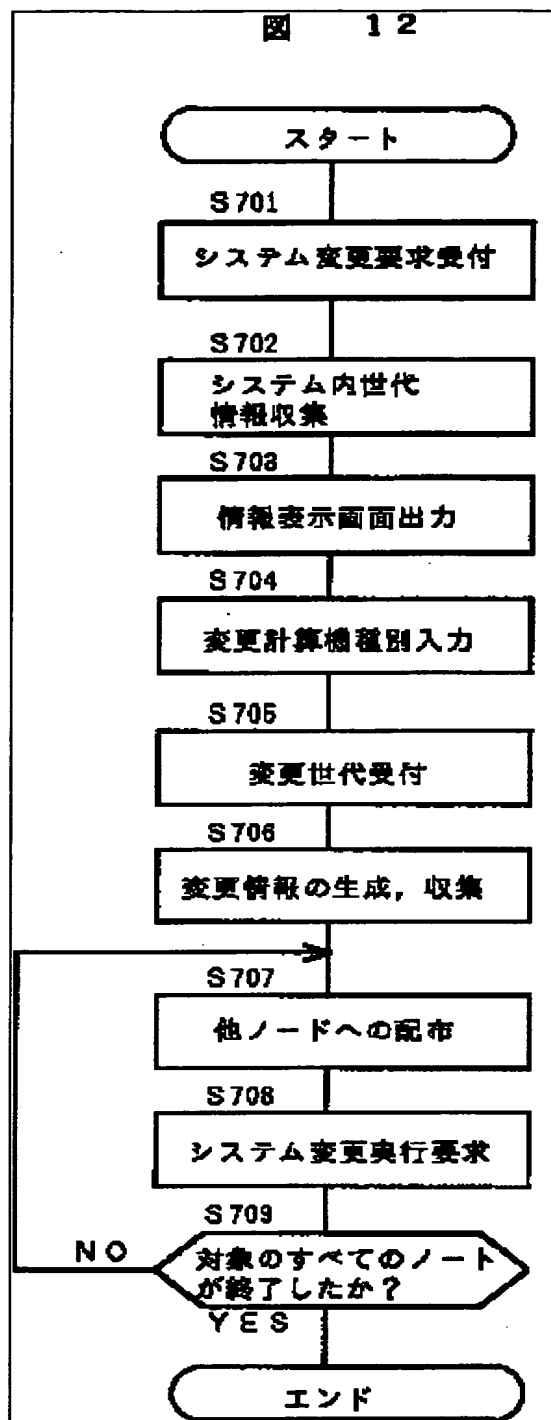 図 12
スタート
S701
システム変更要求受付
S702
システム内世代
情報収集
S703
情報表示画面出力
S704
変更計算機種別入力
S705
変更世代受付
S706
変更情報の生成，収集
S707
他ノードへの配布
S708
システム変更実行要求
S709
対象のすべてのノート
が終了したか？
NO
YES
エンド